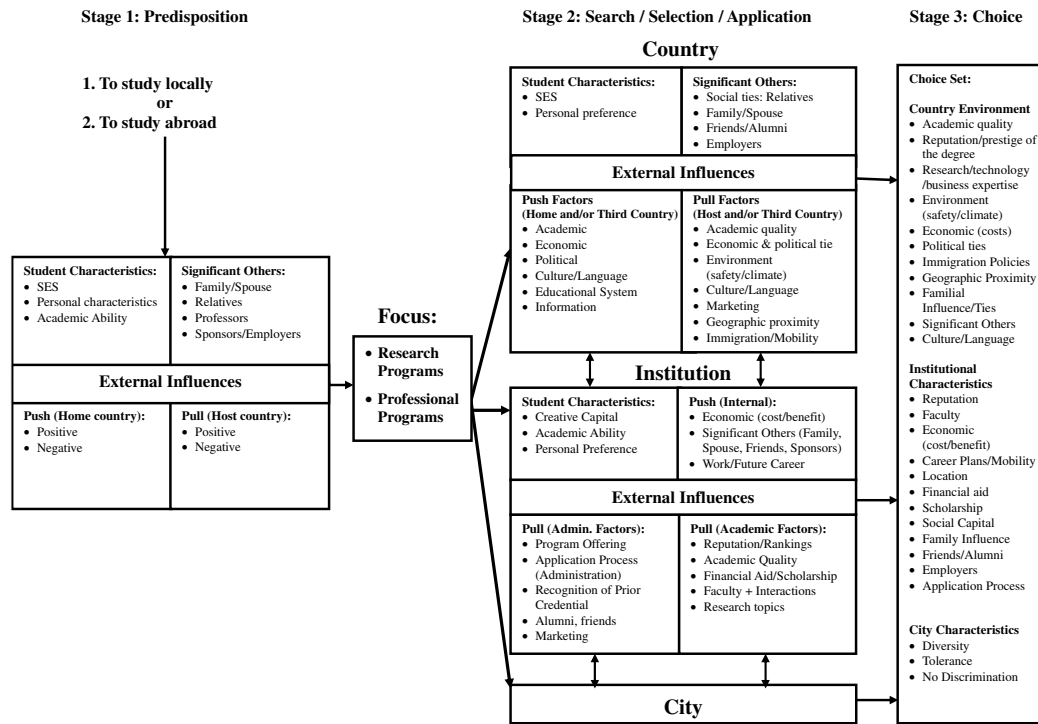 Stage 1: Predisposition
Stage 2: Search / Selection / Application
Stage 3: Choice
1. To study locally
or
2. To study abroad
Student Characteristics:
• SES
• Personal characteristics
• Academic Ability
Significant Others:
• Family/Spouse
• Relatives
• Professors
• Sponsors/Employers
External Influences
Push (Home country):
• Positive
• Negative
Pull (Host country):
• Positive
• Negative
Focus:
• Research
Programs
• Professional
Programs
Country
Student Characteristics:
• SES
• Personal preference
Significant Others:
• Social ties: Relatives
• Family/Spouse
• Friends/Alumni
• Employers
External Influences
Push Factors
(Home and/or Third Country)
• Academic
• Economic
• Political
• Culture/Language
• Educational System
• Information
Pull Factors
(Host and/or Third Country)
• Academic quality
• Economic & political tie
• Environment
(safety/climate)
• Culture/Language
• Marketing
• Geographic proximity
• Immigration/Mobility
Institution
Student Characteristics:
• Creative Capital
• Academic Ability
• Personal Preference
Push (Internal):
• Economic (cost/benefit)
• Significant Others (Family,
Spouse, Friends, Sponsors)
• Work/Future Career
External Influences
Pull (Admin. Factors):
• Program Offering
• Application Process
(Administration)
• Recognition of Prior
Credential
• Alumni, friends
• Marketing
Pull (Academic Factors):
• Reputation/Rankings
• Academic Quality
• Financial Aid/Scholarship
• Faculty + Interactions
• Research topics
City
Choice Set:
Country Environment
• Academic quality
• Reputation/prestige of
the degree
• Research/technology
/business expertise
• Environment
(safety/climate)
• Economic (costs)
• Political ties
• Immigration Policies
• Geographic Proximity
• Familial
Influence/Ties
• Significant Others
• Culture/Language
Institutional
Characteristics
• Reputation
• Faculty
• Economic
(cost/benefit)
• Career Plans/Mobility
• Location
• Financial aid
• Scholarship
• Social Capital
• Family Influence
• Friends/Alumni
• Employers
• Application Process
City Characteristics
• Diversity
• Tolerance
• No Discrimination